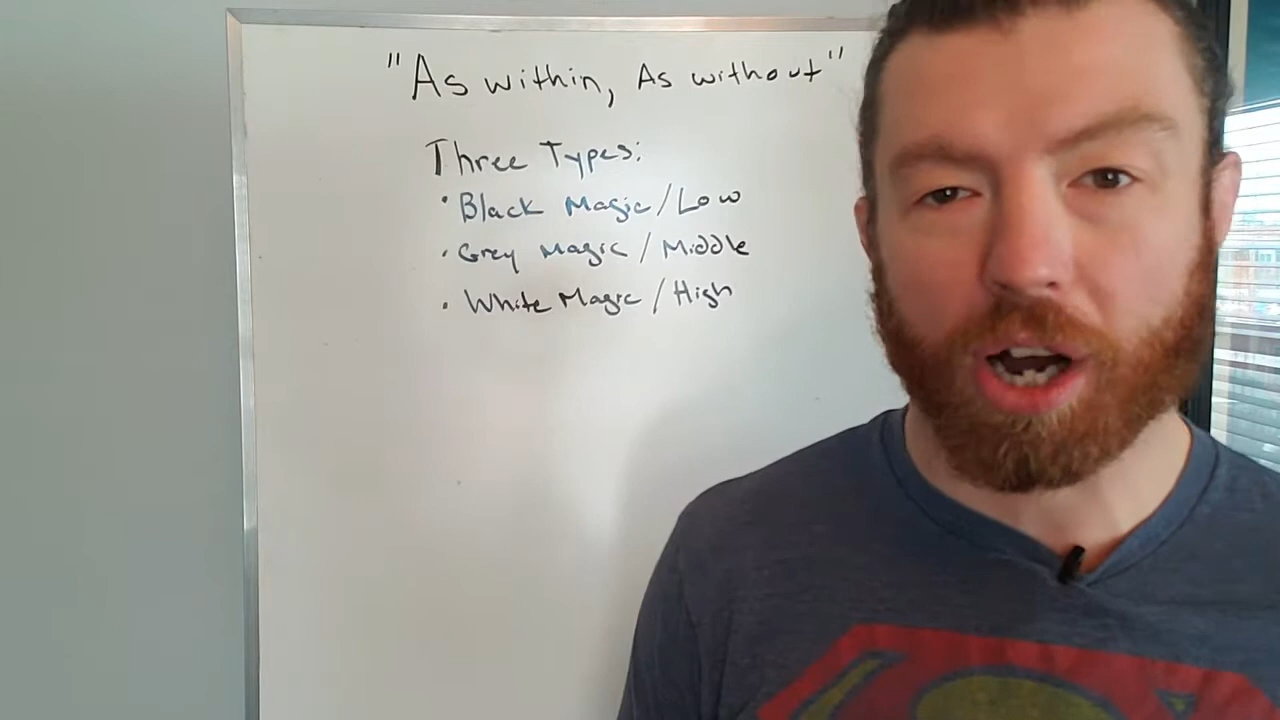 "As within, As without"
Three Types:
· Black Magic/Low
· Grey Magic / Middle
· White Magic / High